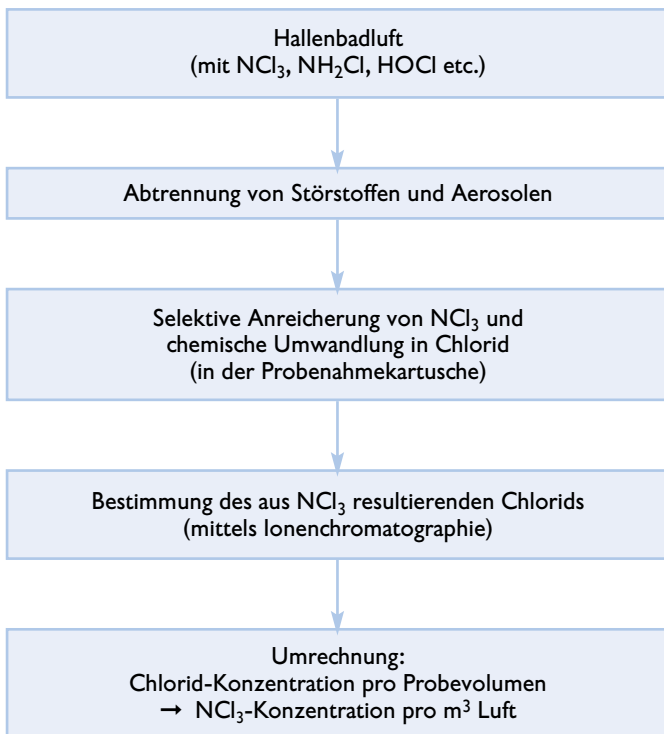 Hallenbadluft
(mit NCl₃, NH₂Cl, HOCl etc.)
Abtrennung von Störstoffen und Aerosolen
Selektive Anreicherung von NCl₃ und
chemische Umwandlung in Chlorid
(in der Probenahmekartusche)
Bestimmung des aus NCl₃ resultierenden Chlorids
(mittels Ionenchromatographie)
Umrechnung:
Chlorid-Konzentration pro Probevolumen
→ NCl₃-Konzentration pro m³ Luft